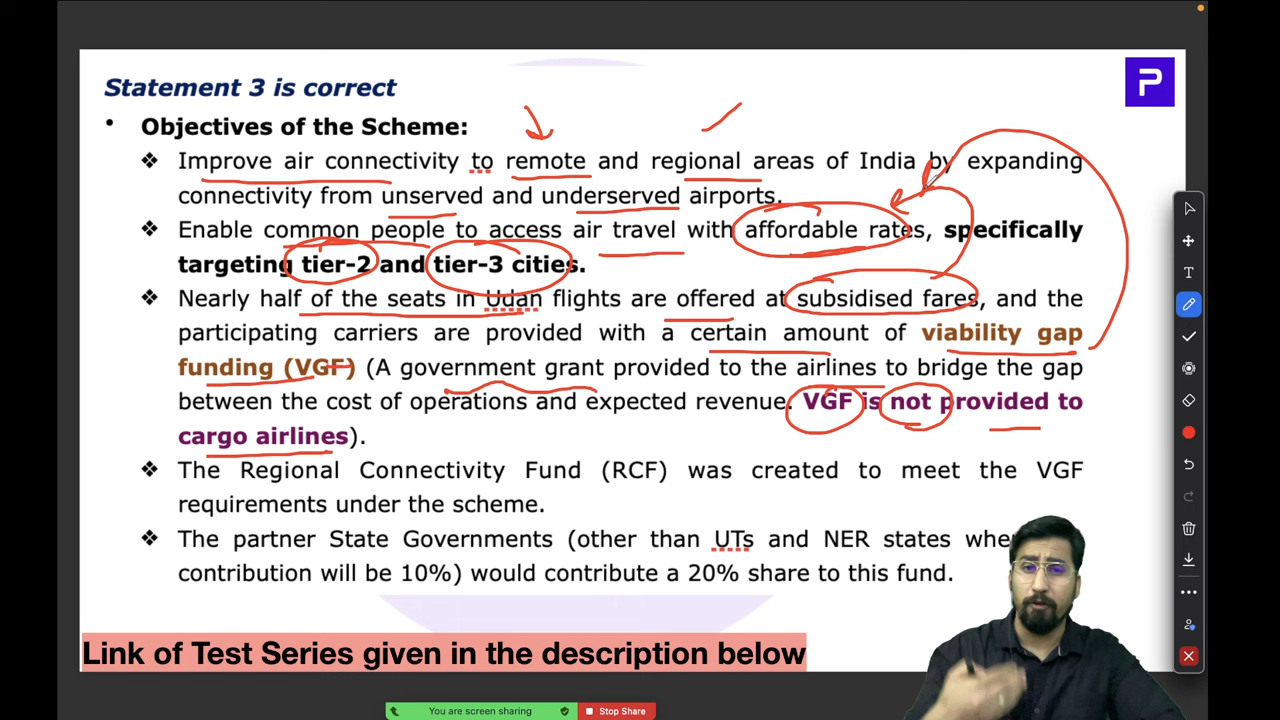 Statement 3 is correct
P
• Objectives of the Scheme:
❖ Improve air connectivity to remote and regional areas of India by expanding
connectivity from unserved and underserved airports.
❖ Enable common people to access air travel with affordable rates, specifically
targeting tier-2 and tier-3 cities.
❖ Nearly half of the seats in Udan flights are offered at subsidised fares, and the
participating carriers are provided with a certain amount of viability gap
funding (VGF) (A government grant provided to the airlines to bridge the gap
between the cost of operations and expected revenue. VGF is not provided to
cargo airlines).
❖ The Regional Connectivity Fund (RCF) was created to meet the VGF
requirements under the scheme.
❖ The partner State Governments (other than UTs and NER states
contribution will be 10%) would contribute a 20% share to this fund.
Link of Test Series given in the description below
You are screen sharing
Stop Share
T